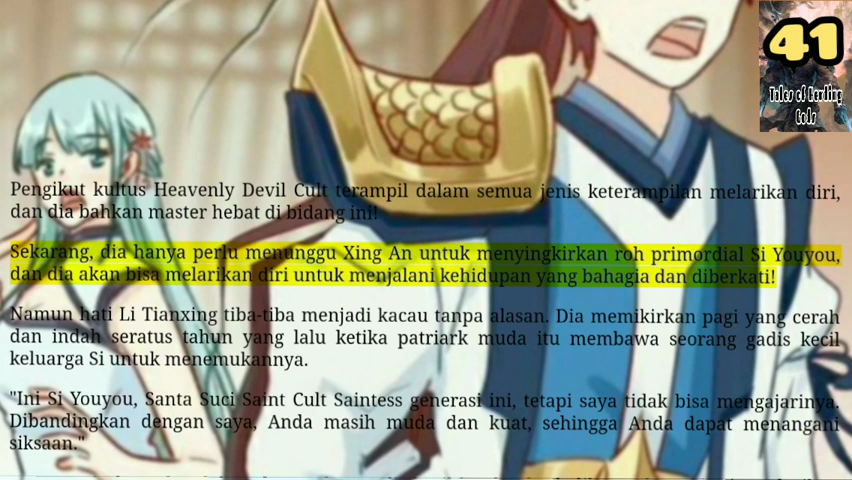 41
Tales of Herding
Gods
Pengikut kultus Heavenly Devil Cult terampil dalam semua jenis keterampilan melarikan diri,
dan dia bahkan master hebat di bidang ini!
Sekarang, dia hanya perlu menunggu Xing An untuk menyingkirkan roh primordial Si Youyou,
dan dia akan bisa melarikan diri untuk menjalani kehidupan yang bahagia dan diberkati!
Namun hati Li Tianxing tiba-tiba menjadi kacau tanpa alasan. Dia memikirkan pagi yang cerah
dan indah seratus tahun yang lalu ketika patriark muda itu membawa seorang gadis kecil
keluarga Si untuk menemukannya.
"Ini Si Youyou, Santa Suci Saint Cult Saintess generasi ini, tetapi saya tidak bisa mengajarinya.
Dibandingkan dengan saya, Anda masih muda dan kuat, sehingga Anda dapat menangani
siksaan."